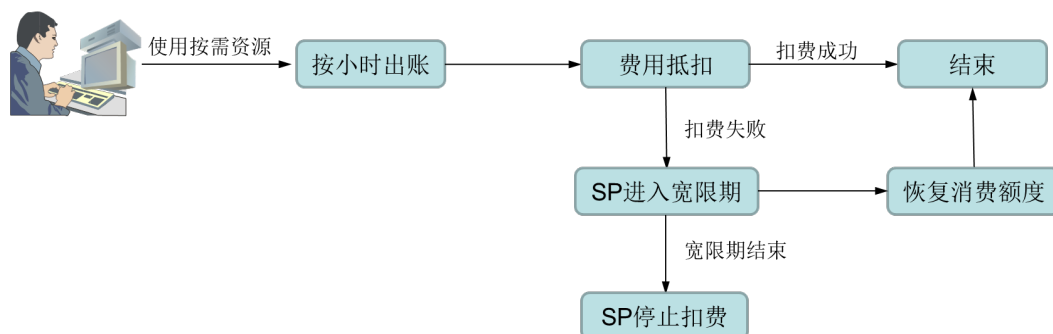 使用按需资源
按小时出账
费用抵扣
扣费成功
结束
扣费失败
SP进入宽限期
恢复消费额度
宽限期结束
SP停止扣费